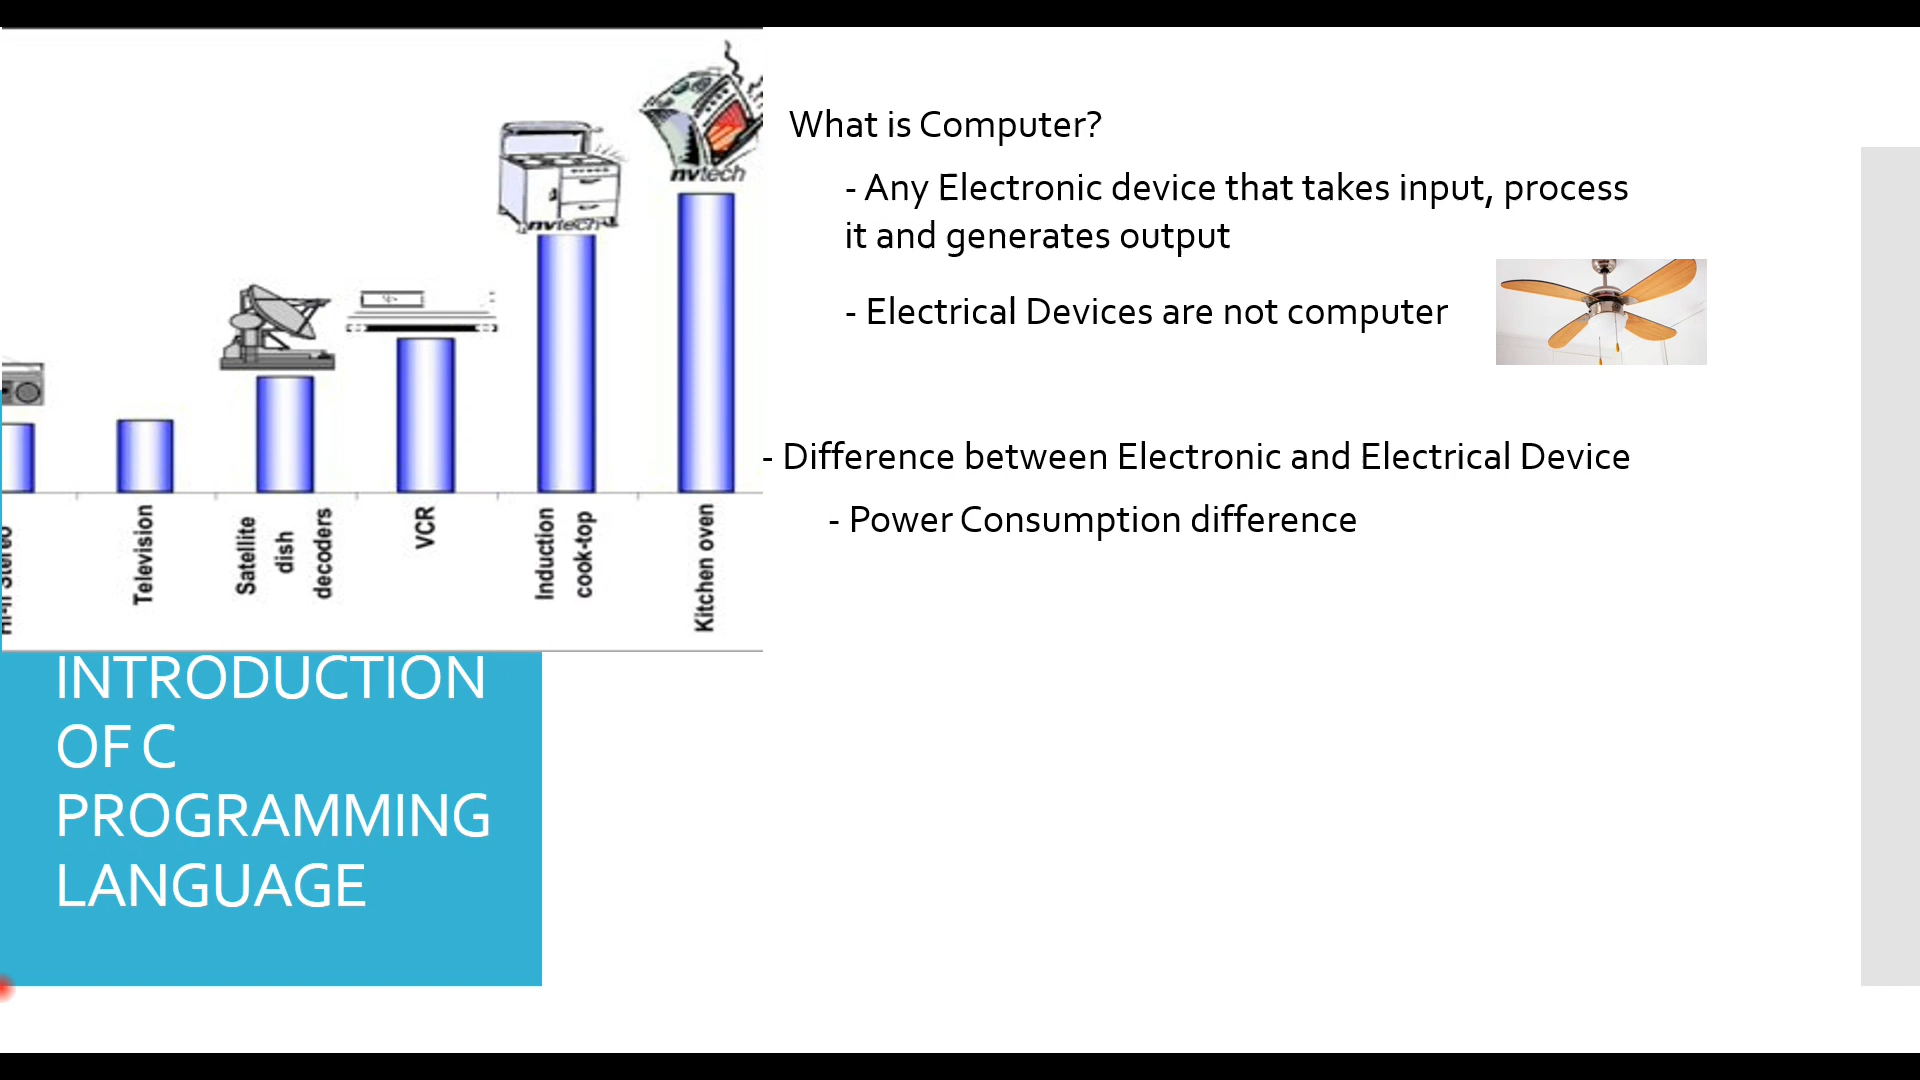 What is Computer?
- Any Electronic device that takes input, process
it and generates output
- Electrical Devices are not computer
- Difference between Electronic and Electrical Device
- Power Consumption difference
nvtech
nvtech
Television
Satellite
dish
decoders
VCR
Induction
cook-top
Kitchen oven
INTRODUCTION
OF C
PROGRAMMING
LANGUAGE